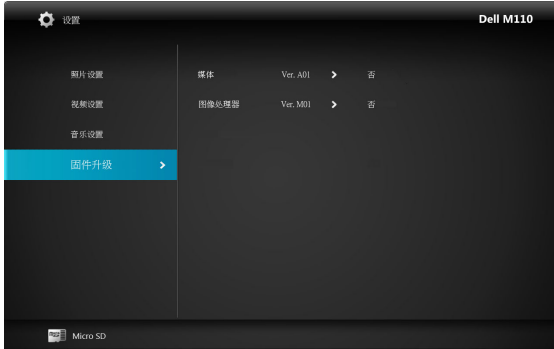 设置
Dell M110
照片设置
媒体 Ver. A01 > 否
视频设置
图像处理器 Ver. M01 > 否
音乐设置
固件升级 >
Micro SD